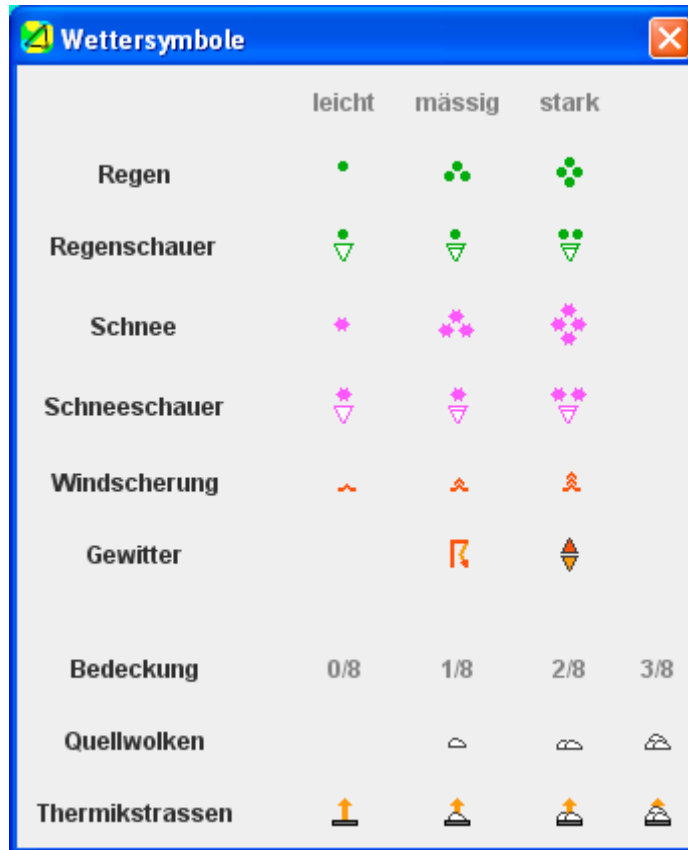 Wettersymbole
leicht mässig stark
Regen
Regenschauer
Schnee
Schneeschauer
Windscherung
Gewitter
Bedeckung 0/8 1/8 2/8 3/8
Quellwolken
Thermikstrassen